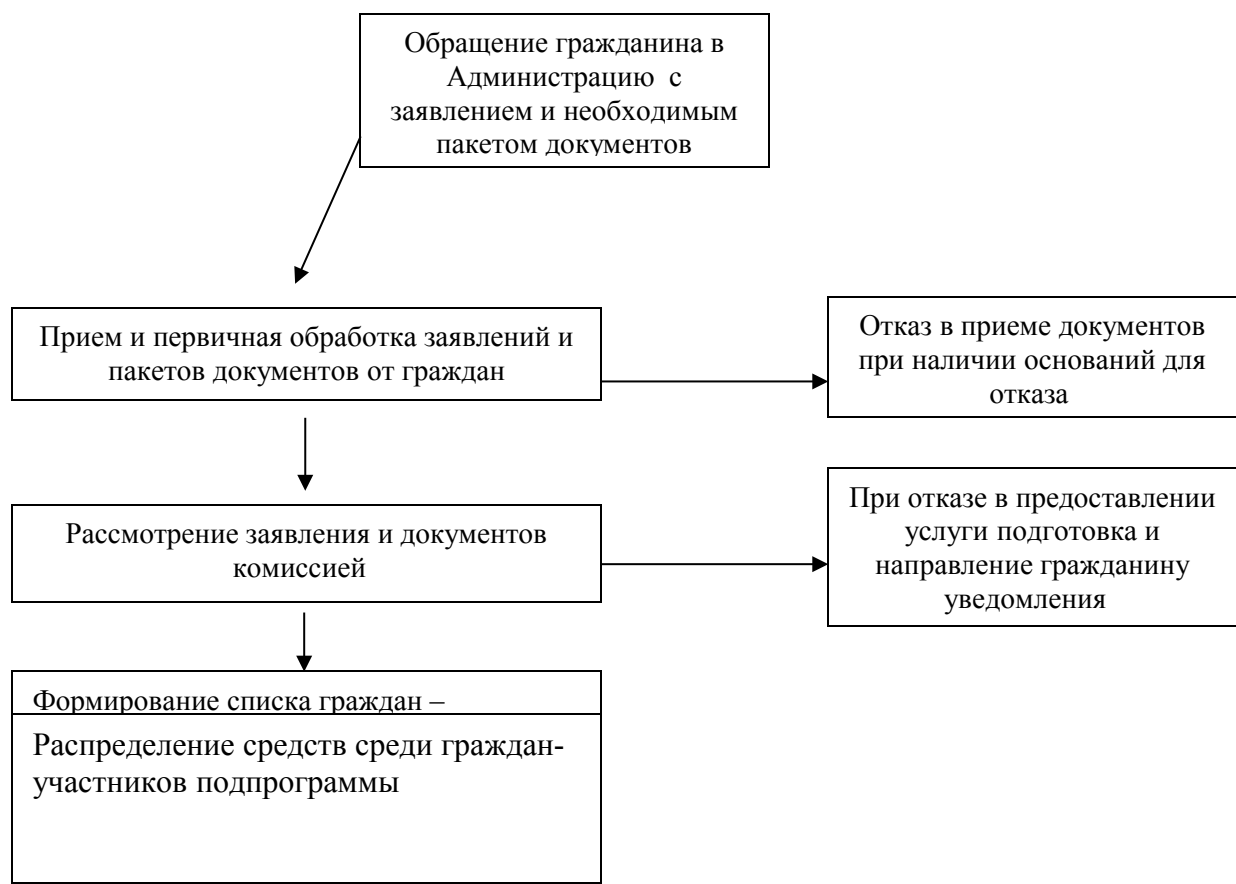 Обращение гражданина в
Администрацию с
заявлением и необходимым
пакетом документов
Прием и первичная обработка заявлений и
пакетов документов от граждан
Отказ в приеме документов
при наличии оснований для
отказа
Рассмотрение заявления и документов
комиссией
При отказе в предоставлении
услуги подготовка и
направление гражданину
уведомления
Формирование списка граждан –
Распределение средств среди граждан-
участников подпрограммы